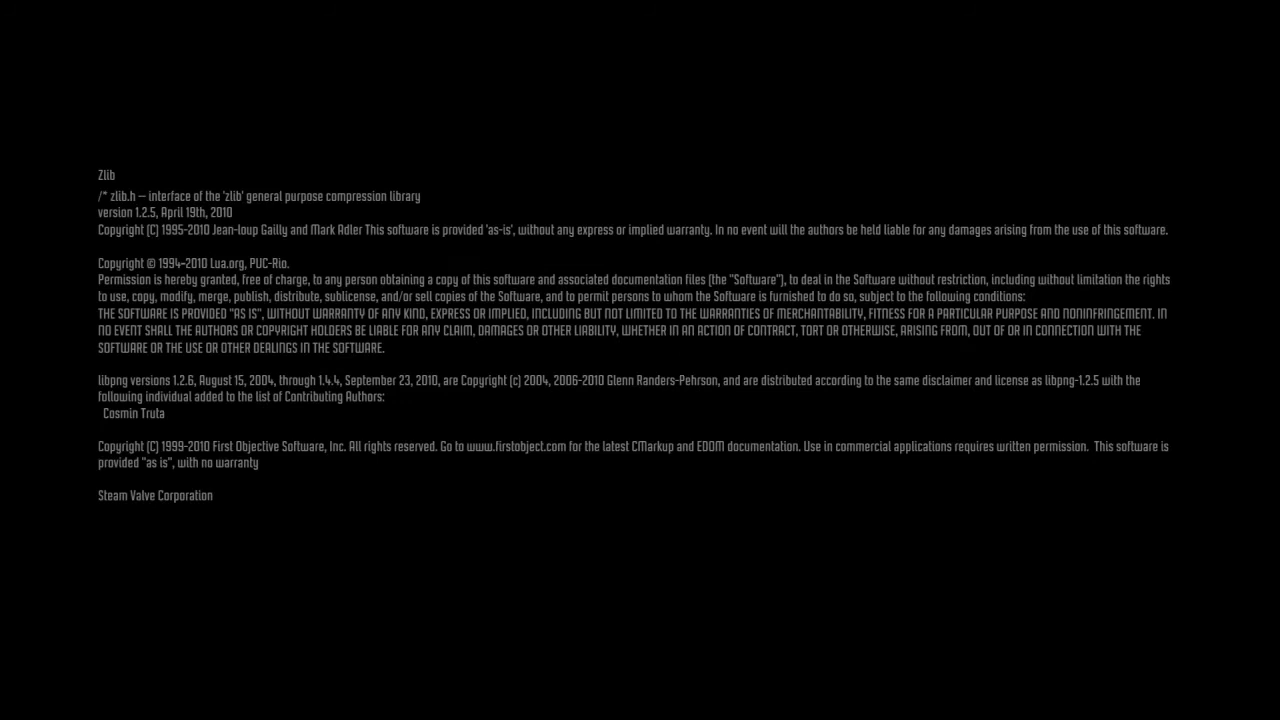 Zlib
/* zlib.h -- interface of the 'zlib' general purpose compression library
version 1.2.5, April 19th, 2010
Copyright (C) 1995-2010 Jean-loup Gailly and Mark Adler This software is provided 'as-is', without any express or implied warranty. In no event will the authors be held liable for any damages arising from the use of this software.
Copyright © 1994–2010 Lua.org, PUC-Rio.
Permission is hereby granted, free of charge, to any person obtaining a copy of this software and associated documentation files (the "Software"), to deal in the Software without restriction, including without limitation the rights
to use, copy, modify, merge, publish, distribute, sublicense, and/or sell copies of the Software, and to permit persons to whom the Software is furnished to do so, subject to the following conditions:
THE SOFTWARE IS PROVIDED "AS IS", WITHOUT WARRANTY OF ANY KIND, EXPRESS OR IMPLIED, INCLUDING BUT NOT LIMITED TO THE WARRANTIES OF MERCHANTABILITY, FITNESS FOR A PARTICULAR PURPOSE AND NONINFRINGEMENT. IN
NO EVENT SHALL THE AUTHORS OR COPYRIGHT HOLDERS BE LIABLE FOR ANY CLAIM, DAMAGES OR OTHER LIABILITY, WHETHER IN AN ACTION OF CONTRACT, TORT OR OTHERWISE, ARISING FROM, OUT OF OR IN CONNECTION WITH THE
SOFTWARE OR THE USE OR OTHER DEALINGS IN THE SOFTWARE.
libpng versions 1.2.6, August 15, 2004, through 1.4.4, September 23, 2010, are Copyright (c) 2004, 2006-2010 Glenn Randers-Pehrson, and are distributed according to the same disclaimer and license as libpng-1.2.5 with the
following individual added to the list of Contributing Authors:
Cosmin Truta
Copyright (C) 1999-2010 First Objective Software, Inc. All rights reserved. Go to www.firstobject.com for the latest CMarkup and EDOM documentation. Use in commercial applications requires written permission. This software is
provided "as is", with no warranty
Steam Valve Corporation